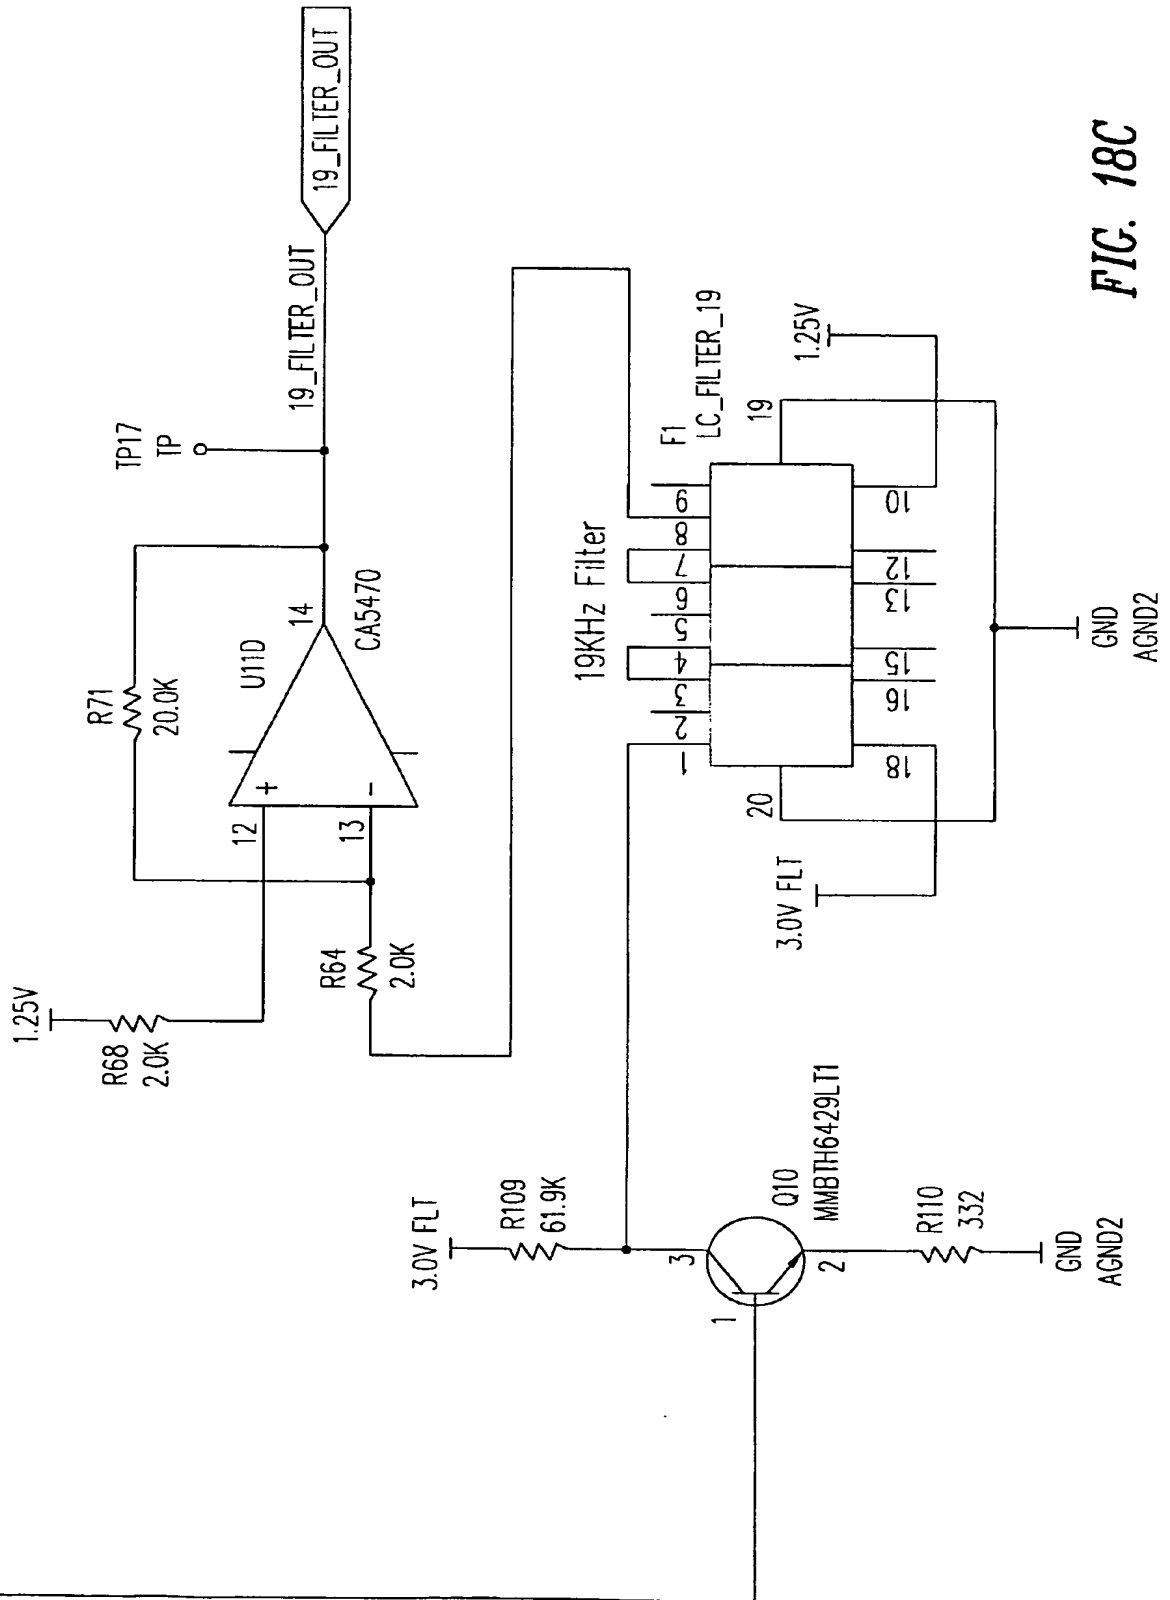 1.25V
R68
2.0K
R71
20.0K
TP17
TP
12
+
13
-
U11D
14
CA5470
19_FILTER_OUT
19_FILTER_OUT
R64
2.0K
3.0V FLT
R109
61.9K
3
1
2
Q10
MMBTH6429LT1
R110
332
GND
AGND2
19KHz Filter
F1
LC_FILTER_19
1
2
3
4
5
6
7
8
9
20
19
18
16
15
13
12
10
3.0V FLT
1.25V
GND
AGND2
FIG. 18C